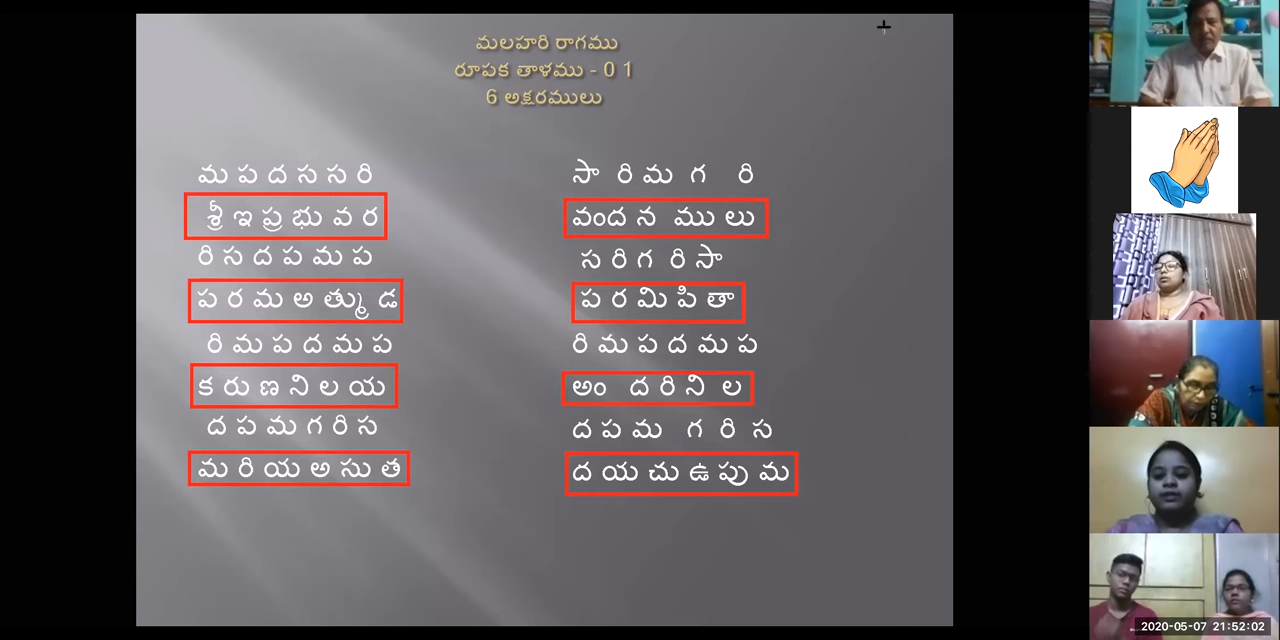 మలహరి రాగము
రూపక తాళము - 0 1
6 అక్షరములు
మ ప ద స స రి
శ్రీ ఇ ప్ర భు వ ర
రి స ద ప మ ప
ప ర మ అ త్ము డ
రి మ ప ద మ ప
క రు ణ ని ల య
ద ప మ గ రి స
మ రి య అ సు త
సా రి మ గ రి
వంద న ము లు
స రి గ రి సా
ప ర మి పి తా
రి మ ప ద మ ప
అం ద రి ని ల
ద ప మ గ రి స
ద య చు ఉ పు మ
2020-05-07 21:52:02